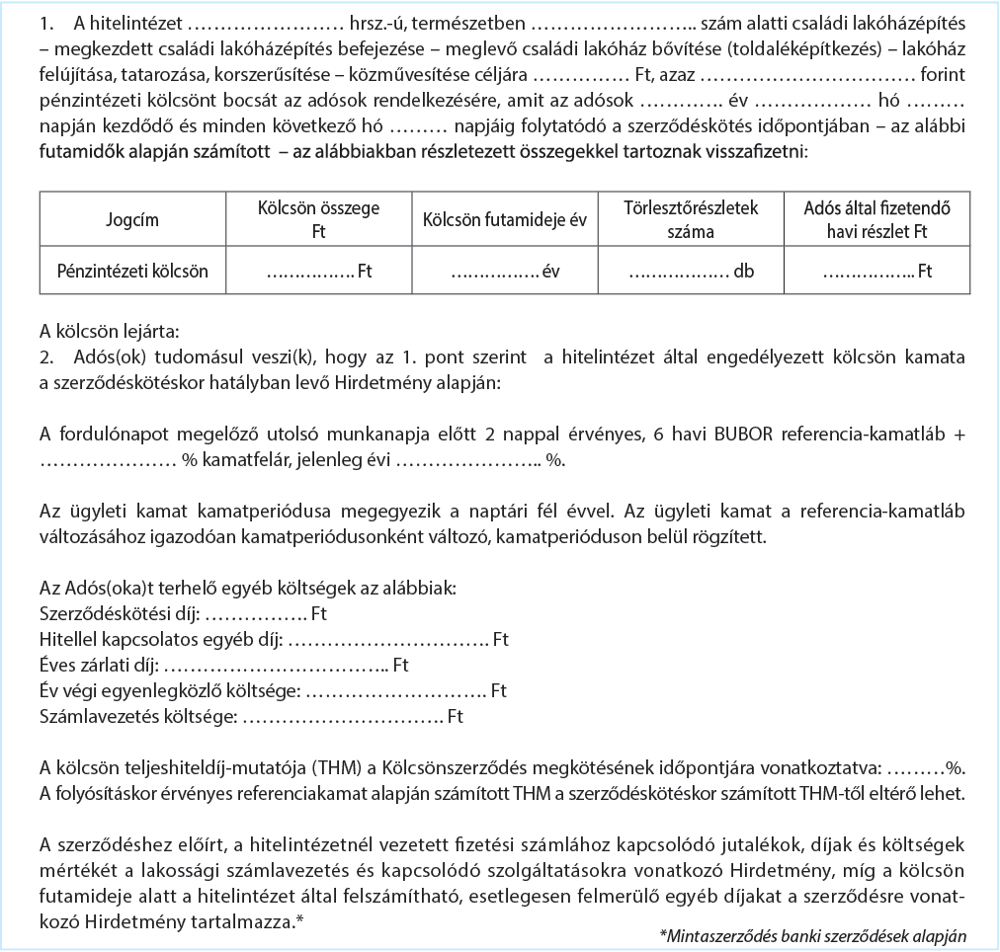 1. A hitelintézet ………………………… hrsz.-ú, természetben ………………………….. szám alatti családi lakóházépítés
– megkezdett családi lakóházépítés befejezése – meglevő családi lakóház bővítése (toldaléképítkezés) – lakóház
felújítása, tatarozása, korszerűsítése – közművesítése céljára …………… Ft, azaz ………………………………… forint
pénzintézeti kölcsönt bocsát az adósok rendelkezésére, amit az adósok …………. év ……………… hó ………
napján kezdődő és minden következő hó ……… napjáig folytatódó a szerződéskötés időpontjában – az alábbi
futamidők alapján számított – az alábbiakban részletezett összegekkel tartoznak visszafizetni:
Jogcím
Kölcsön összege
Ft
Kölcsön futamideje év
Törlesztőrészletek
száma
Adós által fizetendő
havi részlet Ft
Pénzintézeti kölcsön
……………. Ft
……………. év
……………… db
…………….. Ft
A kölcsön lejárta:
2. Adós(ok) tudomásul veszi(k), hogy az 1. pont szerint a hitelintézet által engedélyezett kölcsön kamata
a szerződéskötéskor hatályban levő Hirdetmény alapján:
A fordulónapot megelőző utolsó munkanapja előtt 2 nappal érvényes, 6 havi BUBOR referencia-kamatláb +
………………… % kamatfelár, jelenleg évi ………………….. %.
Az ügyleti kamat kamatperiódusa megegyezik a naptári fél évvel. Az ügyleti kamat a referencia-kamatláb
változásához igazodóan kamatperiódusonként változó, kamatperióduson belül rögzített.
Az Adós(oka)t terhelő egyéb költségek az alábbiak:
Szerződéskötési díj: ……………. Ft
Hitellel kapcsolatos egyéb díj: …………………………. Ft
Éves zárlati díj: …………………………….. Ft
Év végi egyenlegközlő költsége: ………………………. Ft
Számlavezetés költsége: …………………………. Ft
A kölcsön teljeshiteldíj-mutatója (THM) a Kölcsönszerződés megkötésének időpontjára vonatkoztatva: ………%.
A folyósításkor érvényes referenciakamat alapján számított THM a szerződéskötéskor számított THM-től eltérő lehet.
A szerződéshez előírt, a hitelintézetnél vezetett fizetési számlához kapcsolódó jutalékok, díjak és költségek
mértékét a lakossági számlavezetés és kapcsolódó szolgáltatásokra vonatkozó Hirdetmény, míg a kölcsön
futamideje alatt a hitelintézet által felszámítható, esetlegesen felmerülő egyéb díjakat a szerződésre vonat-
kozó Hirdetmény tartalmazza.*
*Mintaszerződés banki szerződések alapján